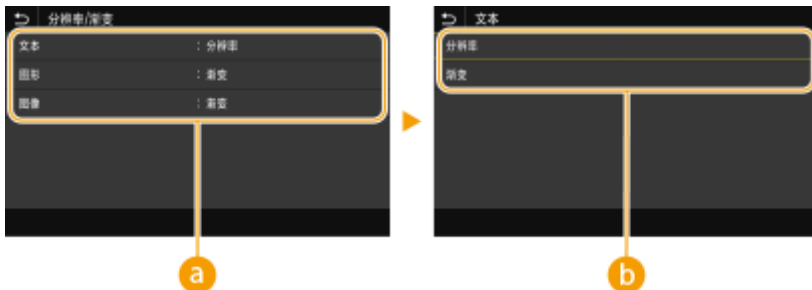 分辨率/渐变
文本 : 分辨率
图形 : 渐变
图像 : 渐变
a
文本
分辨率
渐变
b